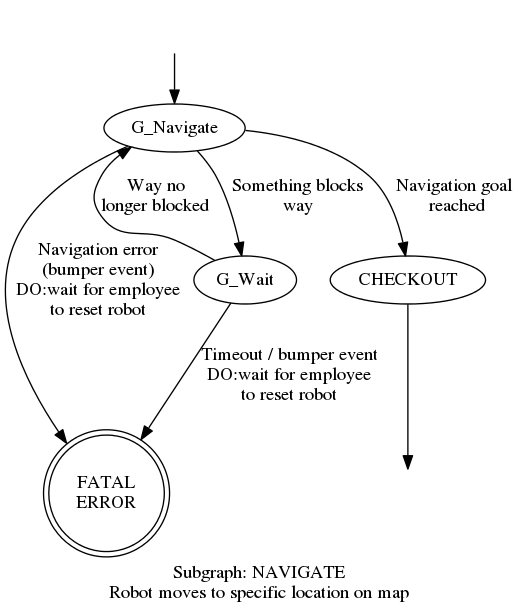 G_Navigate
Way no
longer blocked
Something blocks
way
Navigation goal
reached
Navigation error
(bumper event)
DO:wait for employee
to reset robot
G_Wait
CHECKOUT
Timeout / bumper event
DO:wait for employee
to reset robot
FATAL
ERROR
Subgraph: NAVIGATE
Robot moves to specific location on map